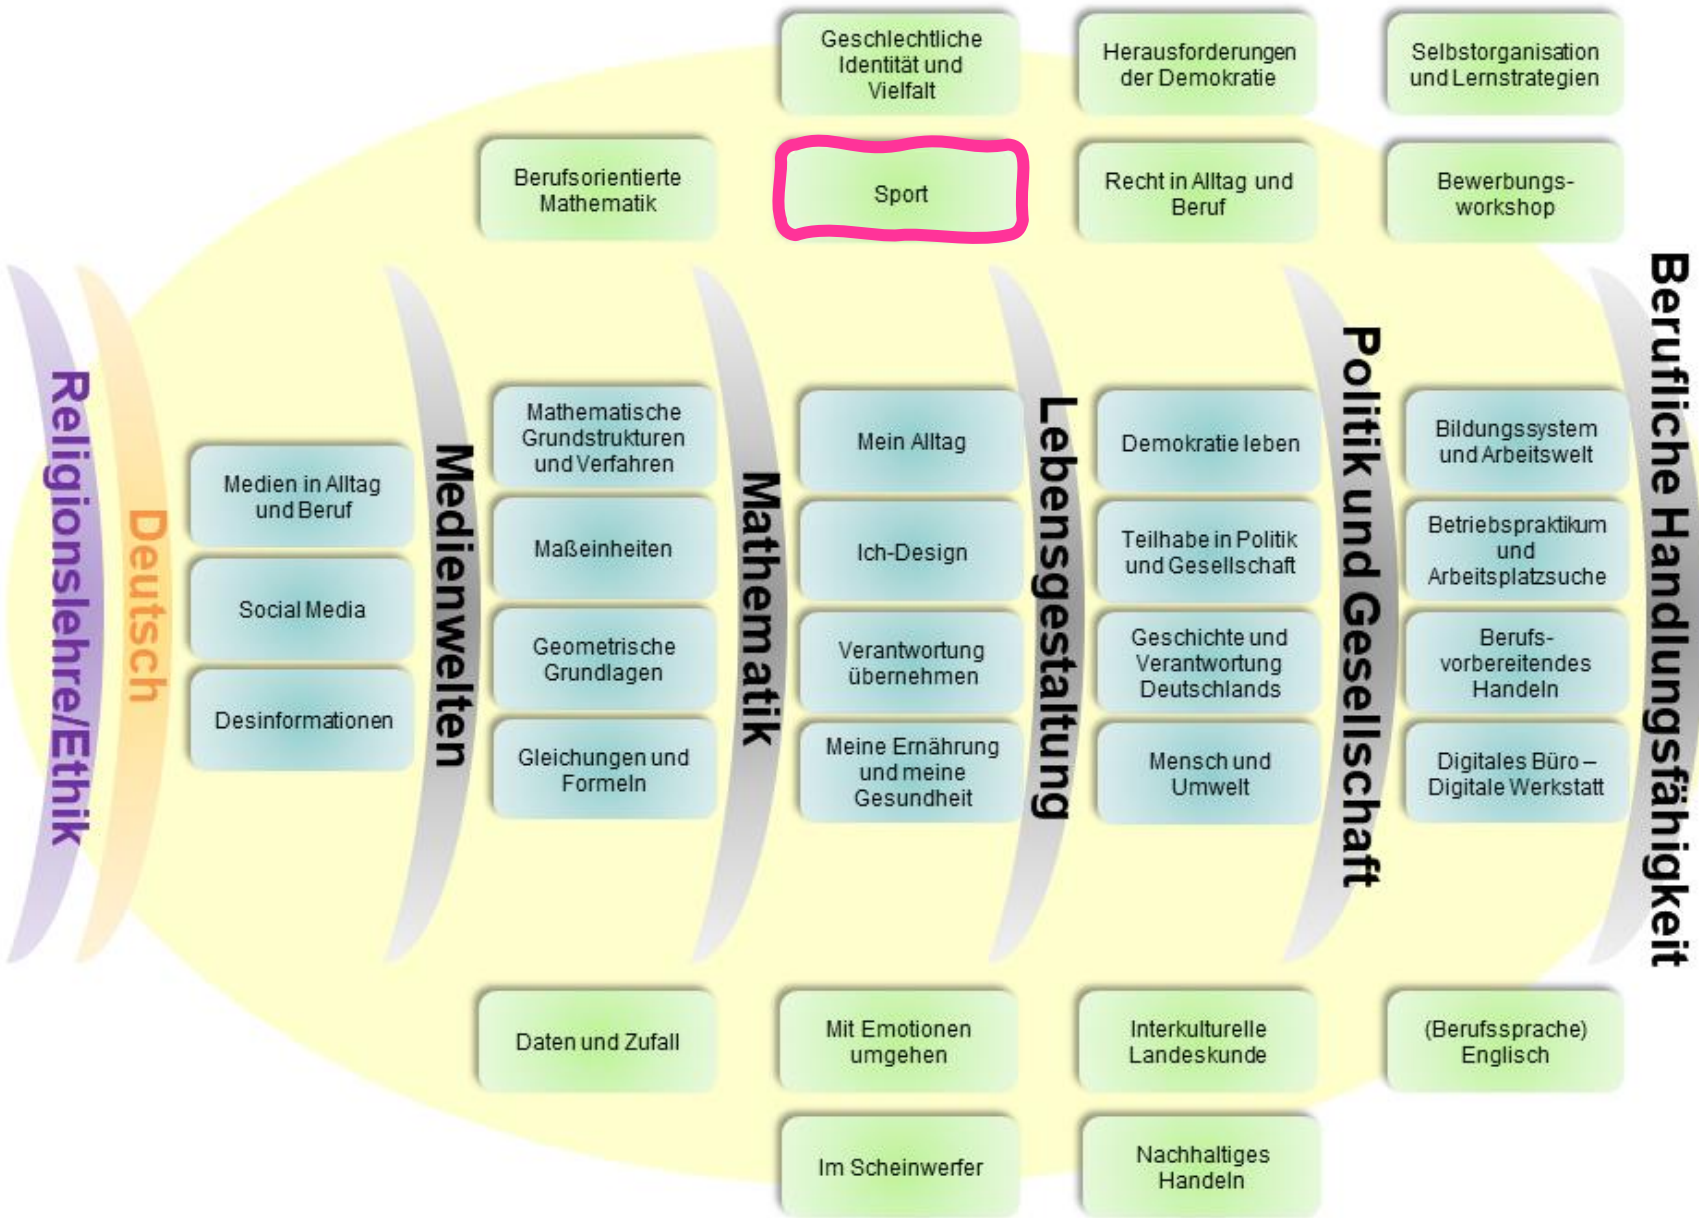 Geschlechtliche
Identität und
Vielfalt
Herausforderungen
der Demokratie
Selbstorganisation
und Lernstrategien
Berufsorientierte
Mathematik
Sport
Recht in Alltag und
Beruf
Bewerbungs-
workshop
Religionslehre/Ethik
Deutsch
Medien in Alltag
und Beruf
Social Media
Desinformationen
Medienwelten
Mathematische
Grundstrukturen
und Verfahren
Maßeinheiten
Geometrische
Grundlagen
Gleichungen und
Formeln
Mathematik
Mein Alltag
Ich-Design
Verantwortung
übernehmen
Meine Ernährung
und meine
Gesundheit
Lebensgestaltung
Demokratie leben
Teilhabe in Politik
und Gesellschaft
Geschichte und
Verantwortung
Deutschlands
Mensch und
Umwelt
Politik und Gesellschaft
Bildungssystem
und Arbeitswelt
Betriebspraktikum
und
Arbeitsplatzsuche
Berufs-
vorbereitendes
Handeln
Digitales Büro –
Digitale Werkstatt
Berufliche Handlungsfähigkeit
Daten und Zufall
Mit Emotionen
umgehen
Interkulturelle
Landeskunde
(Berufssprache)
Englisch
Im Scheinwerfer
Nachhaltiges
Handeln